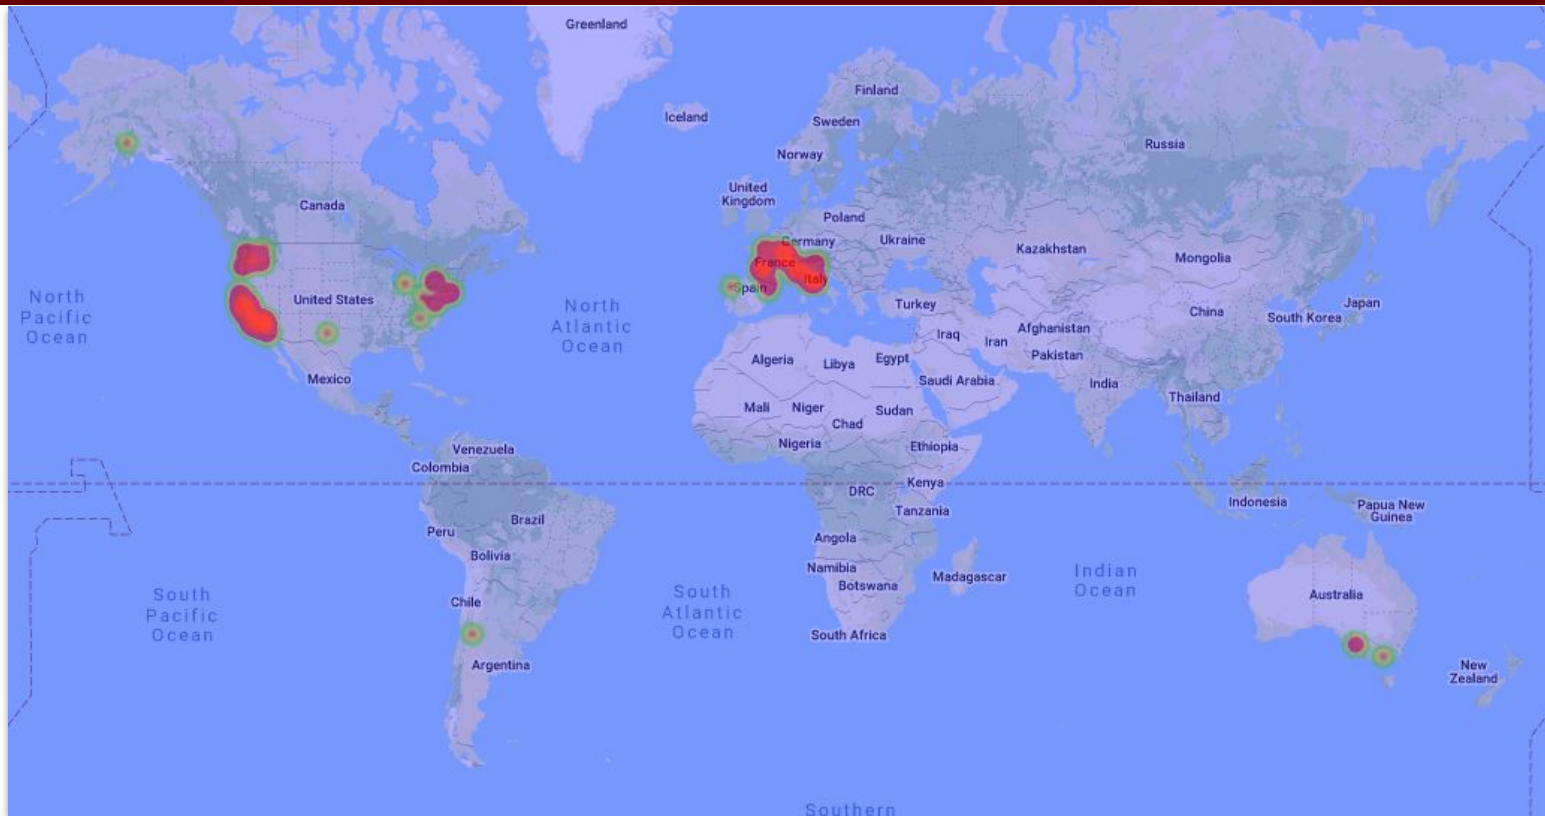 Greenland
Finland
Iceland
Sweden
Russia
Norway
United
Kingdom
Canada
Poland
Germany
Ukraine
Kazakhstan
Mongolia
France
Italy
Spain
North
Pacific
Ocean
United States
North
Atlantic
Ocean
Turkey
Japan
China
South Korea
Iraq
Iran
Afghanistan
Pakistan
Algeria
Libya
Egypt
Saudi Arabia
India
Mexico
Thailand
Mali
Niger
Chad
Sudan
Nigeria
Ethiopia
Venezuela
Colombia
DRC
Kenya
Indonesia
Papua New
Guinea
Tanzania
Brazil
Peru
Angola
Bolivia
Namibia
Botswana
Madagascar
Indian
Ocean
South
Pacific
Ocean
South
Atlantic
Ocean
Australia
Chile
South Africa
Argentina
New
Zealand
Southern